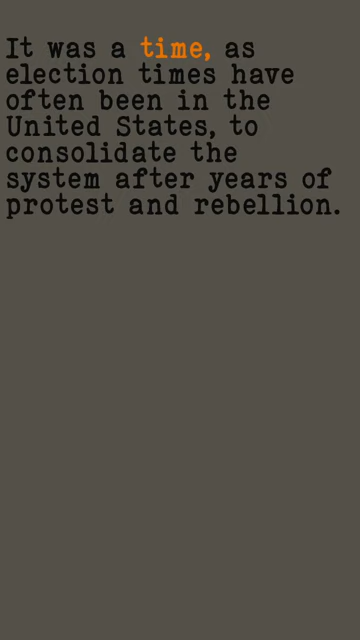 It was a time, as
election times have
often been in the
United States, to
consolidate the
system after years of
protest and rebellion.